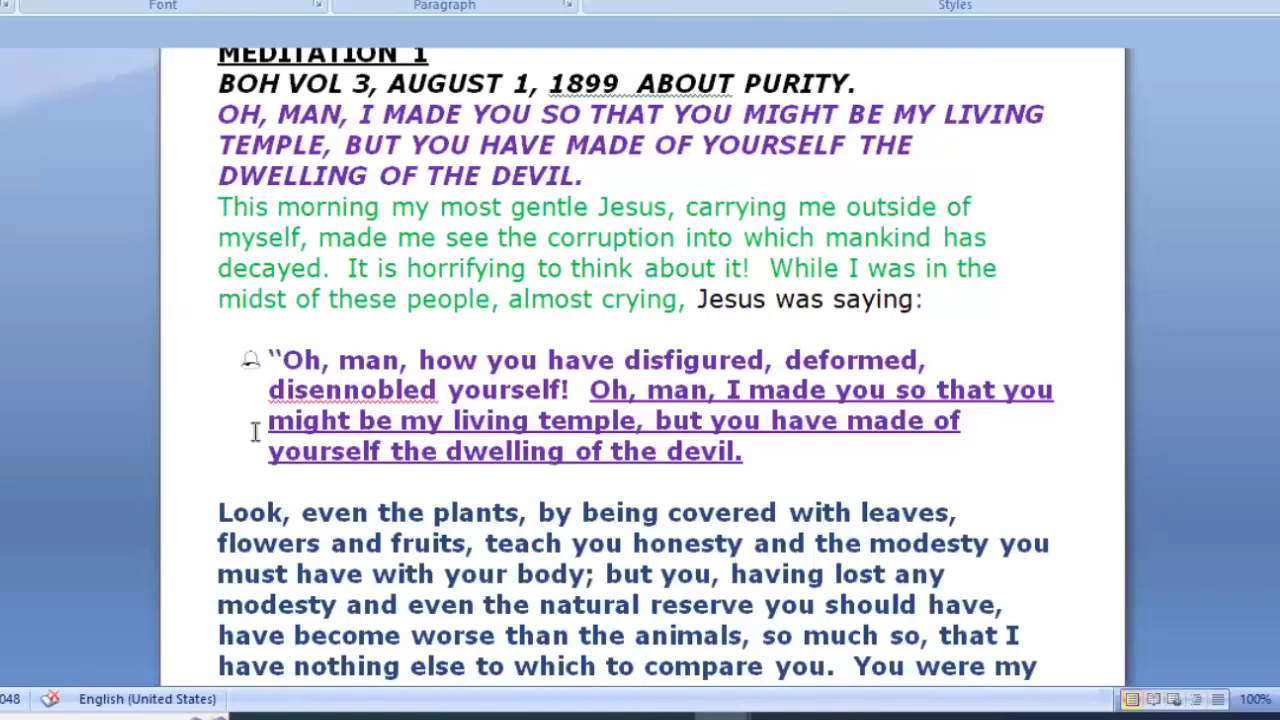 Font Paragraph Styles
MEDITATION 1
BOH VOL 3, AUGUST 1, 1899  ABOUT PURITY.
OH, MAN, I MADE YOU SO THAT YOU MIGHT BE MY LIVING
TEMPLE, BUT YOU HAVE MADE OF YOURSELF THE
DWELLING OF THE DEVIL.
This morning my most gentle Jesus, carrying me outside of
myself, made me see the corruption into which mankind has
decayed.  It is horrifying to think about it!  While I was in the
midst of these people, almost crying, Jesus was saying:
“Oh, man, how you have disfigured, deformed,
disennobled yourself!  Oh, man, I made you so that you
might be my living temple, but you have made of
yourself the dwelling of the devil.
Look, even the plants, by being covered with leaves,
flowers and fruits, teach you honesty and the modesty you
must have with your body; but you, having lost any
modesty and even the natural reserve you should have,
have become worse than the animals, so much so, that I
have nothing else to which to compare you.  You were my
048 English (United States) 100%